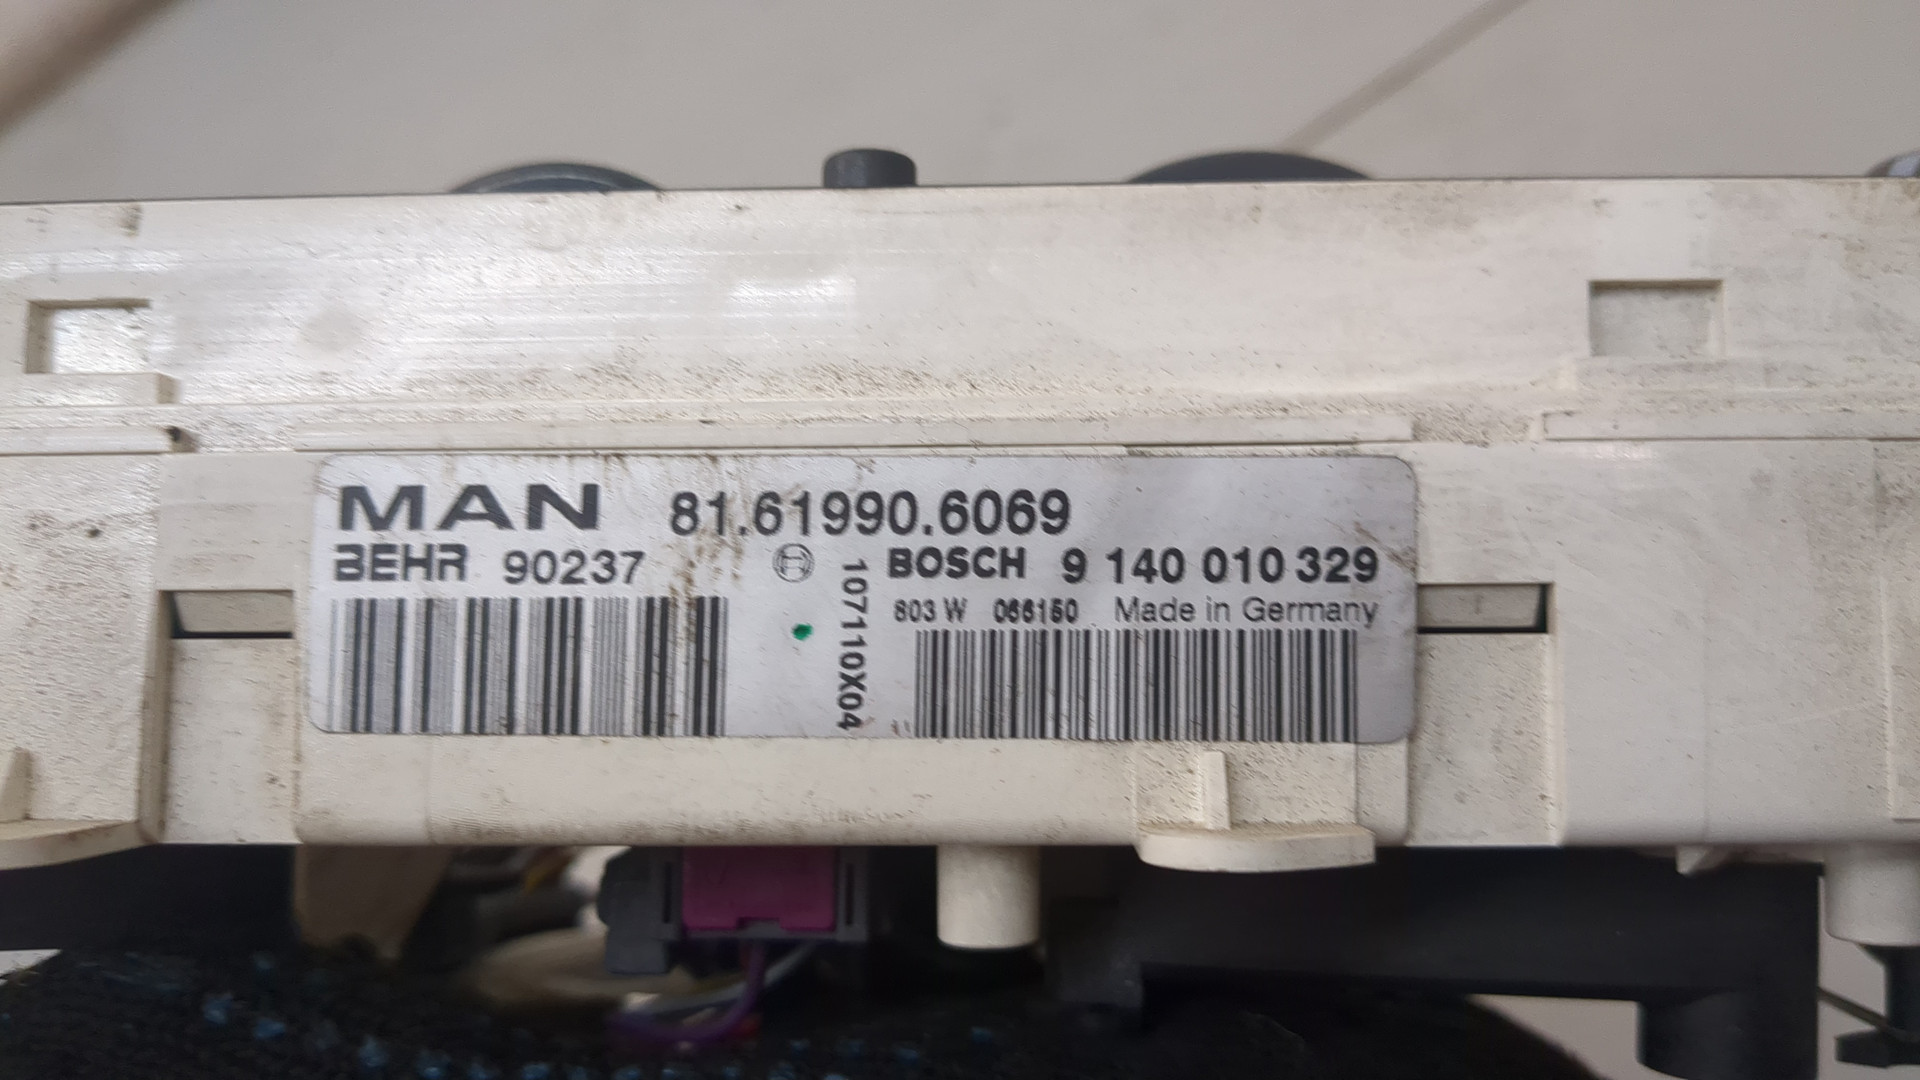 MAN 81.61990.6069
BEHR 90237 BOSCH 9 140 010 329
107110X04
803 W 066150 Made in Germany